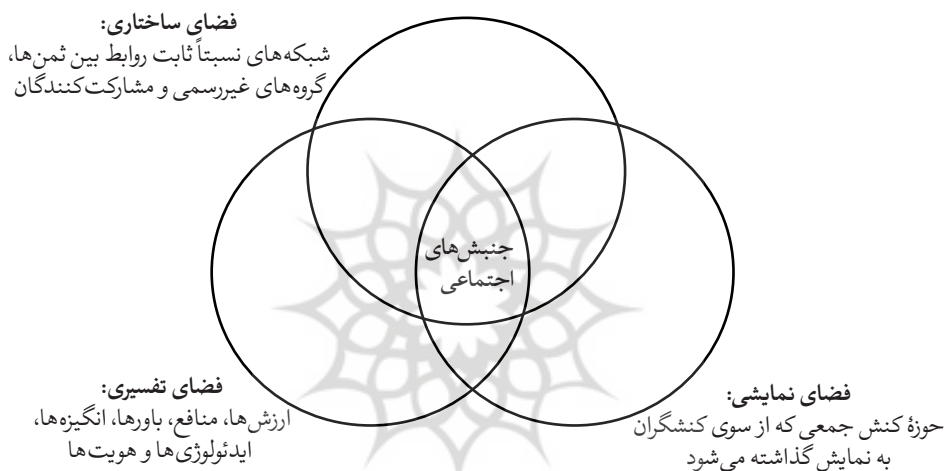 فضای ساختاری:
شبکه‌های نسبتاً ثابت روابط بین ثمن‌ها،
گروه‌های غیررسمی و مشارکت‌کنندگان
جنبش‌های
اجتماعی
فضای نمایشی:
حوزهٔ کنش جمعی که از سوی کنشگران
به نمایش گذاشته می‌شود
فضای تفسیری:
ارزش‌ها، منافع، باورها، انگیزه‌ها،
ایدئولوژی‌ها و هویت‌ها